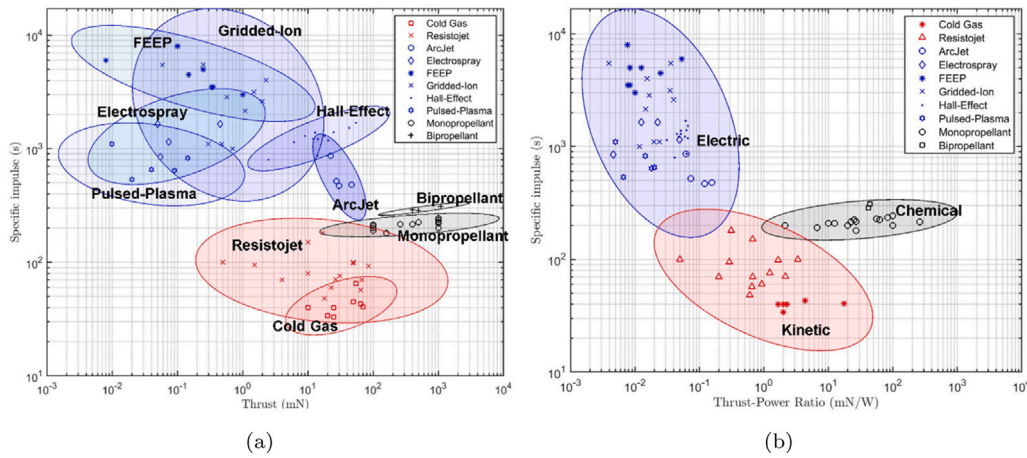 10^4
10^3
10^2
10^1
Specific impulse (s)
FEEP
Gridded-Ion
Electrospray
Hall-Effect
Pulsed-Plasma
ArcJet
Bipropellant
Monopropellant
Resistojet
Cold Gas
Cold Gas
Resistojet
ArcJet
Electrospray
FEEP
Gridded-Ion
Hall-Effect
Pulsed-Plasma
Monopropellant
Bipropellant
10^-3 10^-2 10^-1 10^0 10^1 10^2 10^3 10^4
Thrust (mN)
(a)
10^4
10^3
10^2
10^1
Specific impulse (s)
Electric
Chemical
Kinetic
Cold Gas
Resistojet
ArcJet
Electrospray
FEEP
Gridded-Ion
Hall-Effect
Pulsed-Plasma
Monopropellant
Bipropellant
10^-3 10^-2 10^-1 10^0 10^1 10^2 10^3
Thrust-Power Ratio (mN/W)
(b)